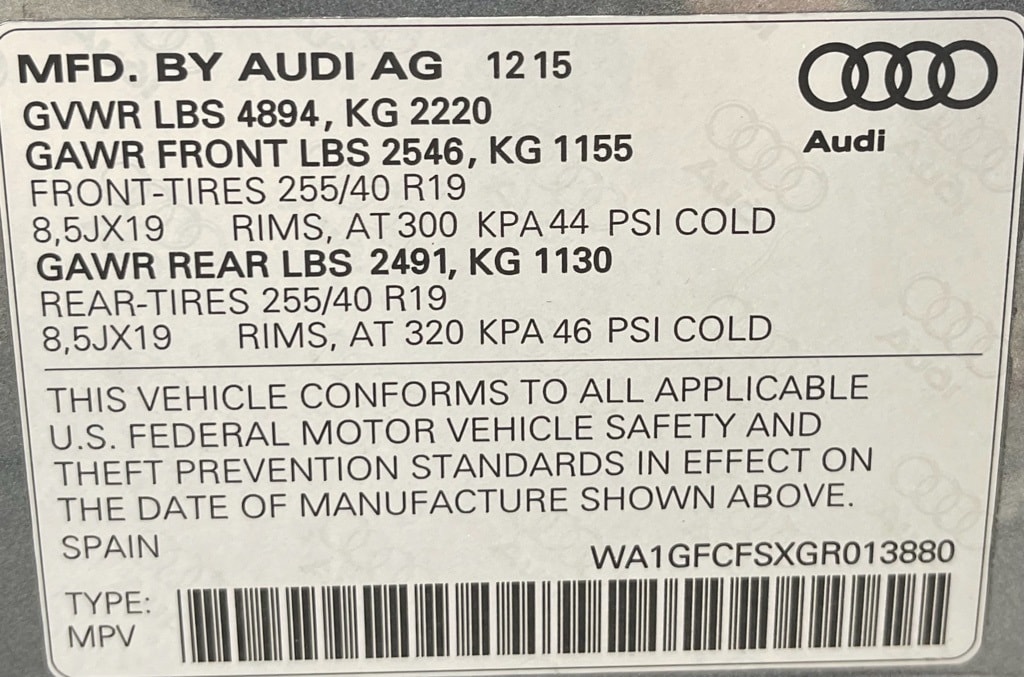 MFD. BY AUDI AG 12 15
GVWR LBS 4894, KG 2220
GAWR FRONT LBS 2546, KG 1155
FRONT-TIRES 255/40 R19
8,5JX19 RIMS, AT 300 KPA 44 PSI COLD
GAWR REAR LBS 2491, KG 1130
REAR-TIRES 255/40 R19
8,5JX19 RIMS, AT 320 KPA 46 PSI COLD
Audi
THIS VEHICLE CONFORMS TO ALL APPLICABLE
U.S. FEDERAL MOTOR VEHICLE SAFETY AND
THEFT PREVENTION STANDARDS IN EFFECT ON
THE DATE OF MANUFACTURE SHOWN ABOVE.
SPAIN
WA1GFCFSXGR013880
TYPE:
MPV